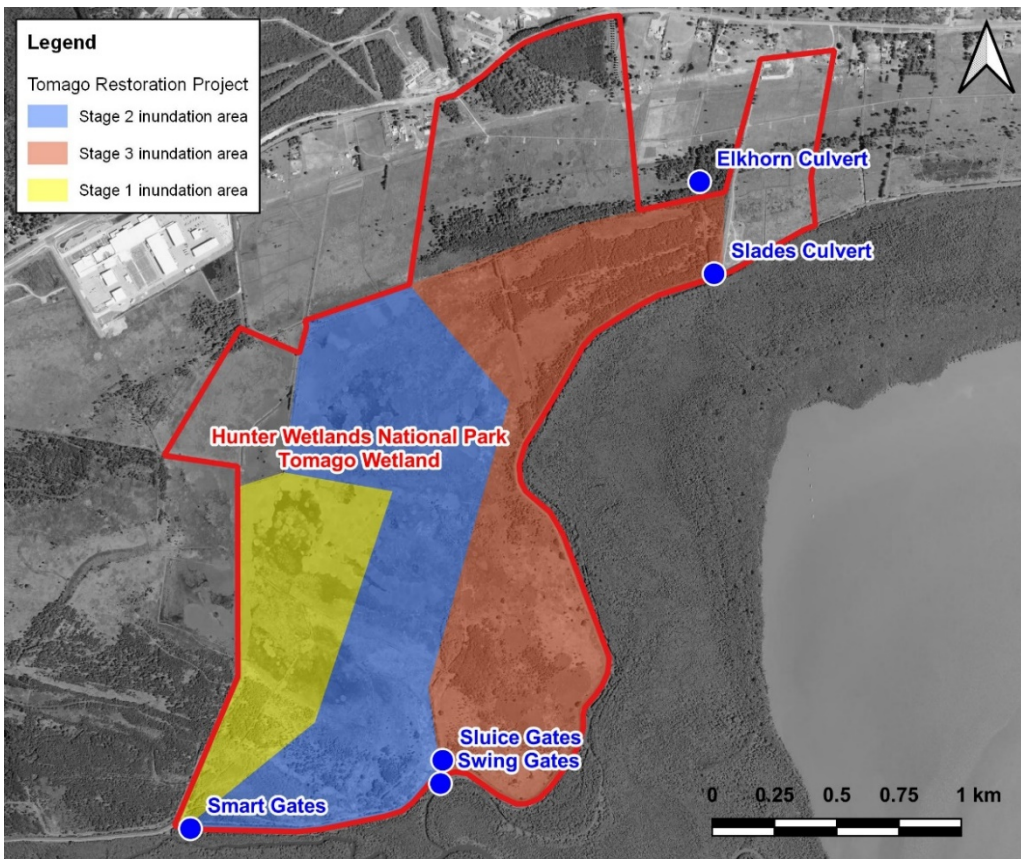 Legend
Tomago Restoration Project
Stage 2 inundation area
Stage 3 inundation area
Stage 1 inundation area
Elkhorn Culvert
Slades Culvert
Hunter Wetlands National Park
Tomago Wetland
Sluice Gates
Swing Gates
Smart Gates
0 0.25 0.5 0.75 1 km